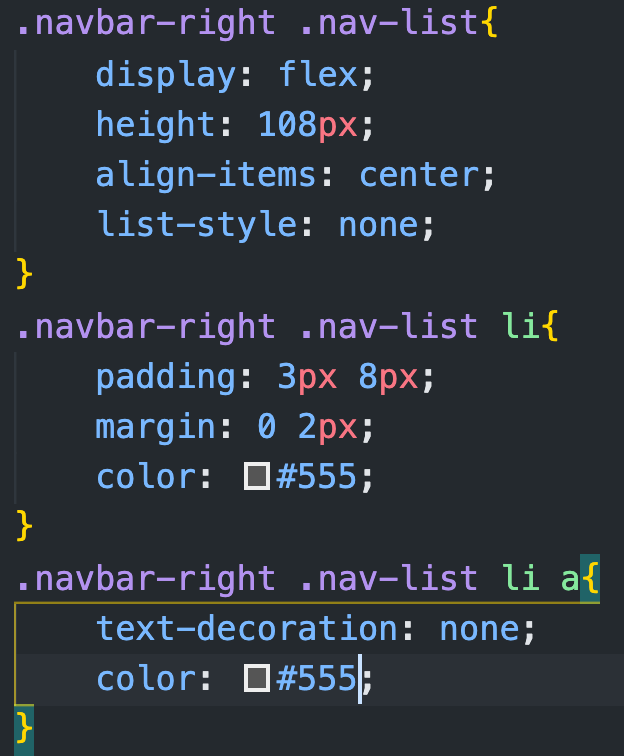 .navbar-right .nav-list{
display: flex;
height: 108px;
align-items: center;
list-style: none;
}
.navbar-right .nav-list li{
padding: 3px 8px;
margin: 0 2px;
color: #555;
}
.navbar-right .nav-list li a{
text-decoration: none;
color: #555;
}